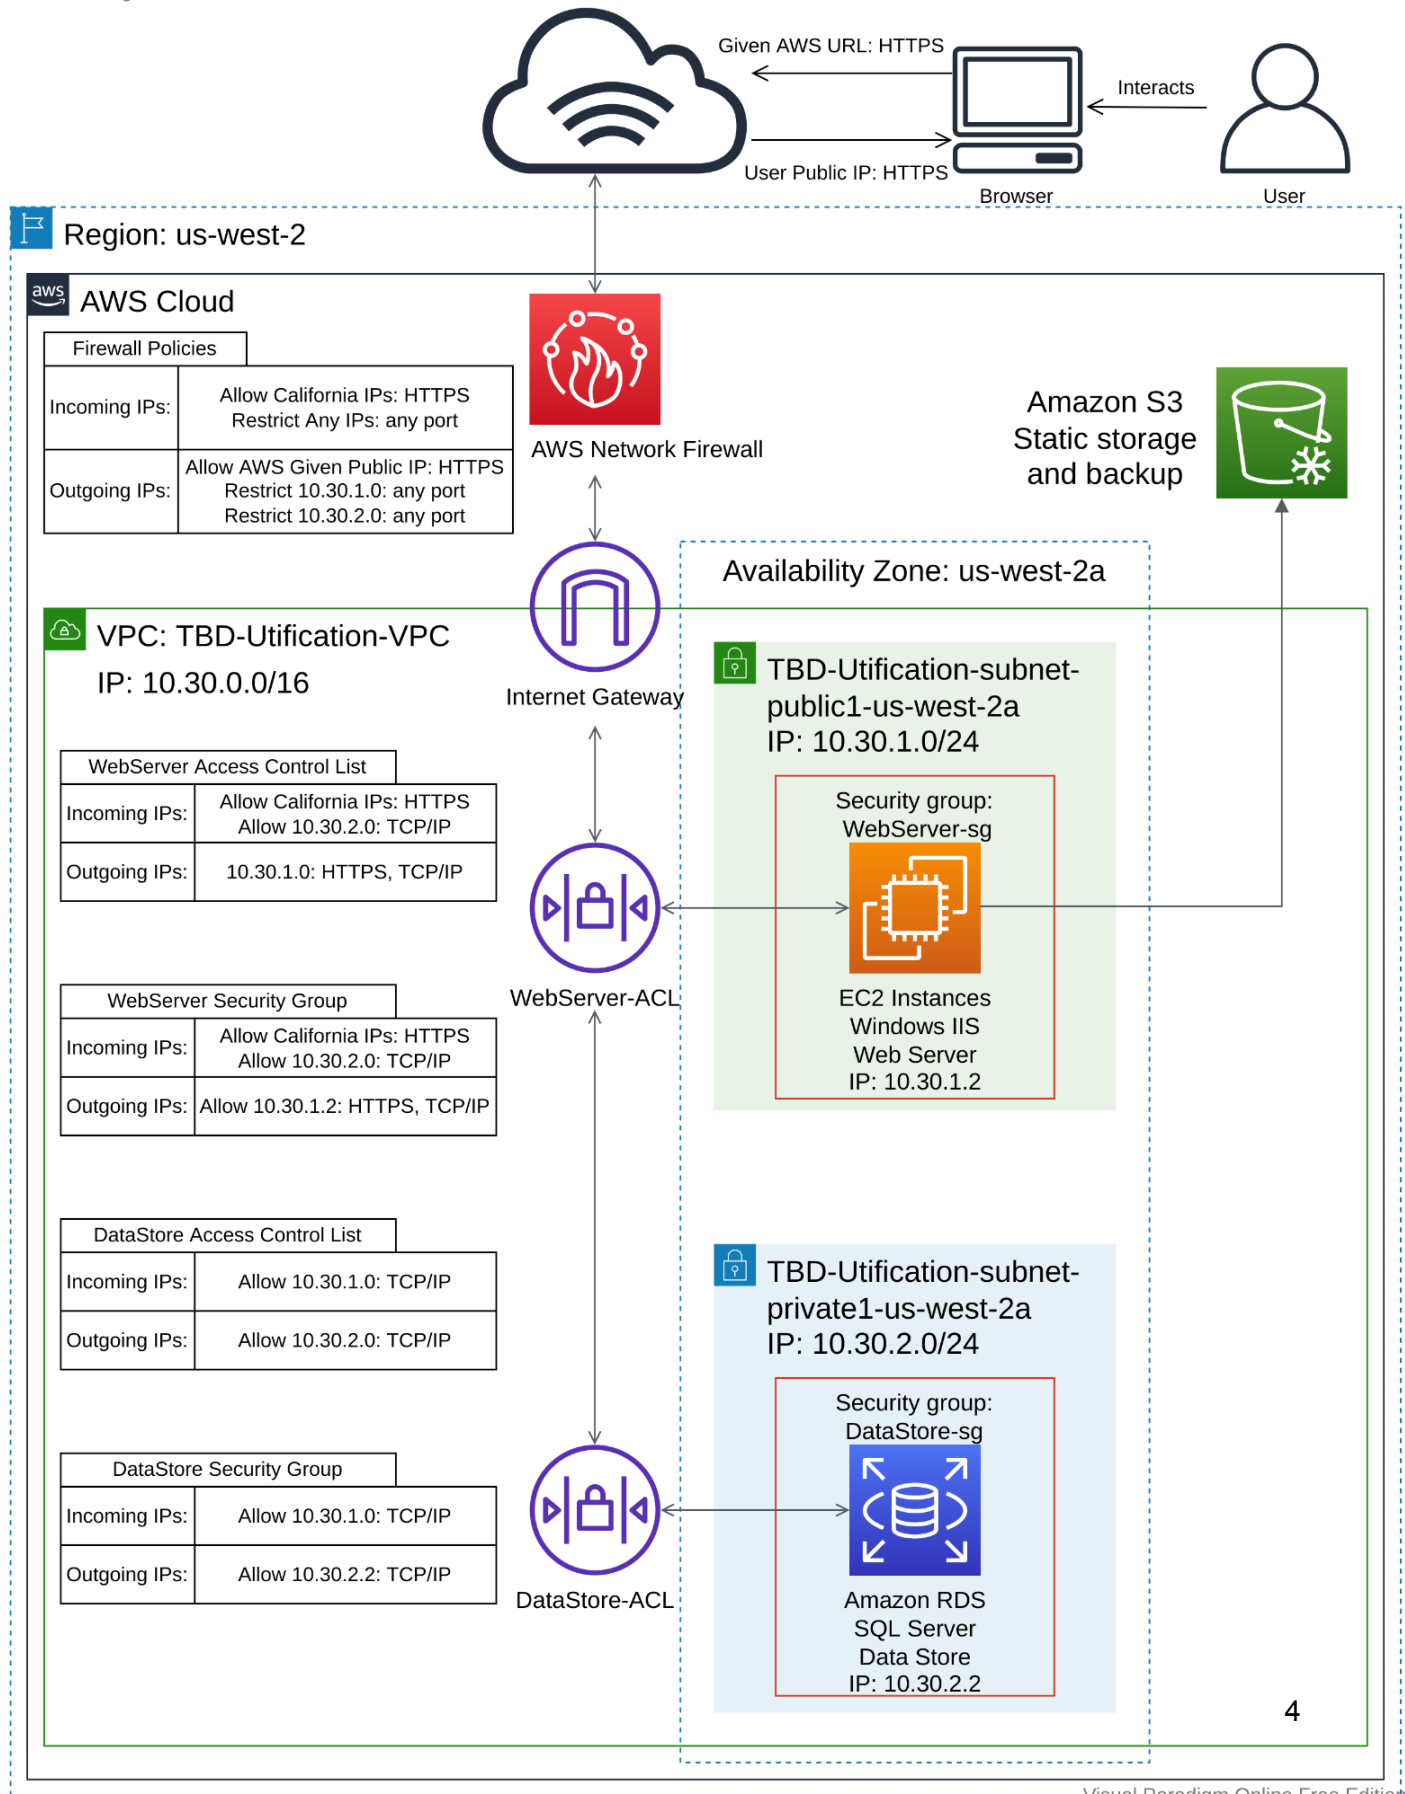 Given AWS URL: HTTPS
Interacts
User Public IP: HTTPS
Browser
User
Region: us-west-2
aws
AWS Cloud
Firewall Policies
Incoming IPs:
Allow California IPs: HTTPS
Restrict Any IPs: any port
Outgoing IPs:
Allow AWS Given Public IP: HTTPS
Restrict 10.30.1.0: any port
Restrict 10.30.2.0: any port
AWS Network Firewall
Amazon S3
Static storage
and backup
Availability Zone: us-west-2a
VPC: TBD-Utification-VPC
IP: 10.30.0.0/16
Internet Gateway
TBD-Utification-subnet-
public1-us-west-2a
IP: 10.30.1.0/24
WebServer Access Control List
Incoming IPs:
Allow California IPs: HTTPS
Allow 10.30.2.0: TCP/IP
Outgoing IPs:
10.30.1.0: HTTPS, TCP/IP
Security group:
WebServer-sg
WebServer-ACL
EC2 Instances
Windows IIS
Web Server
IP: 10.30.1.2
WebServer Security Group
Incoming IPs:
Allow California IPs: HTTPS
Allow 10.30.2.0: TCP/IP
Outgoing IPs:
Allow 10.30.1.2: HTTPS, TCP/IP
DataStore Access Control List
Incoming IPs:
Allow 10.30.1.0: TCP/IP
Outgoing IPs:
Allow 10.30.2.0: TCP/IP
TBD-Utification-subnet-
private1-us-west-2a
IP: 10.30.2.0/24
Security group:
DataStore-sg
DataStore Security Group
Incoming IPs:
Allow 10.30.1.0: TCP/IP
Outgoing IPs:
Allow 10.30.2.2: TCP/IP
DataStore-ACL
Amazon RDS
SQL Server
Data Store
IP: 10.30.2.2
4
Visual Paradigm Online Free Edition